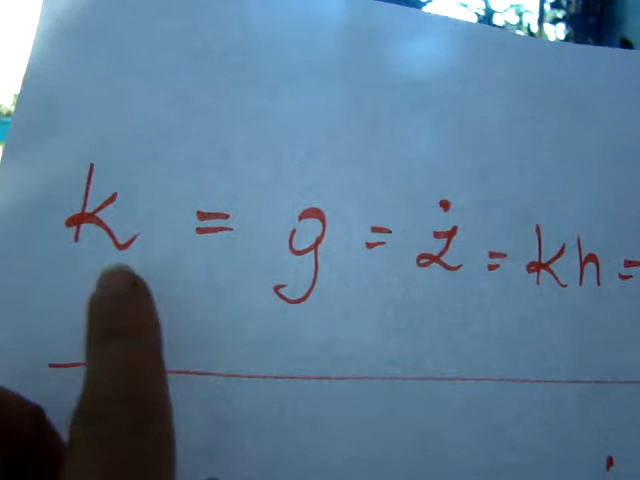 k = g = ż = kh =